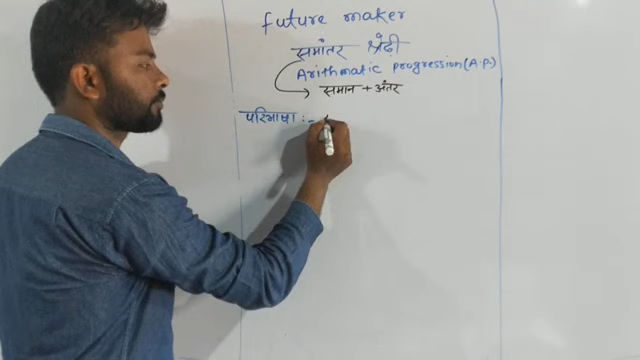 future maker
समांतर श्रेढ़ी
Arithmatic progression (A.P)
समान + अंतर
परिभाषा :-